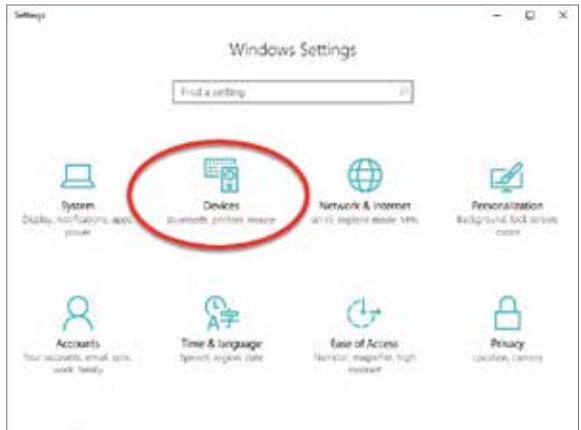 Settings
Windows Settings
Find a setting
System
Devices
Network & Internet
Personalization
Display, notifications, apps,
power
Bluetooth, printers, mouse
Wi-Fi, airplane mode, VPN
Background, lock screen,
colors
Accounts
Time & language
Ease of Access
Privacy
Your accounts, email, sync,
work, family
Speech, region, date
Narrator, magnifier, high
contrast
Location, camera